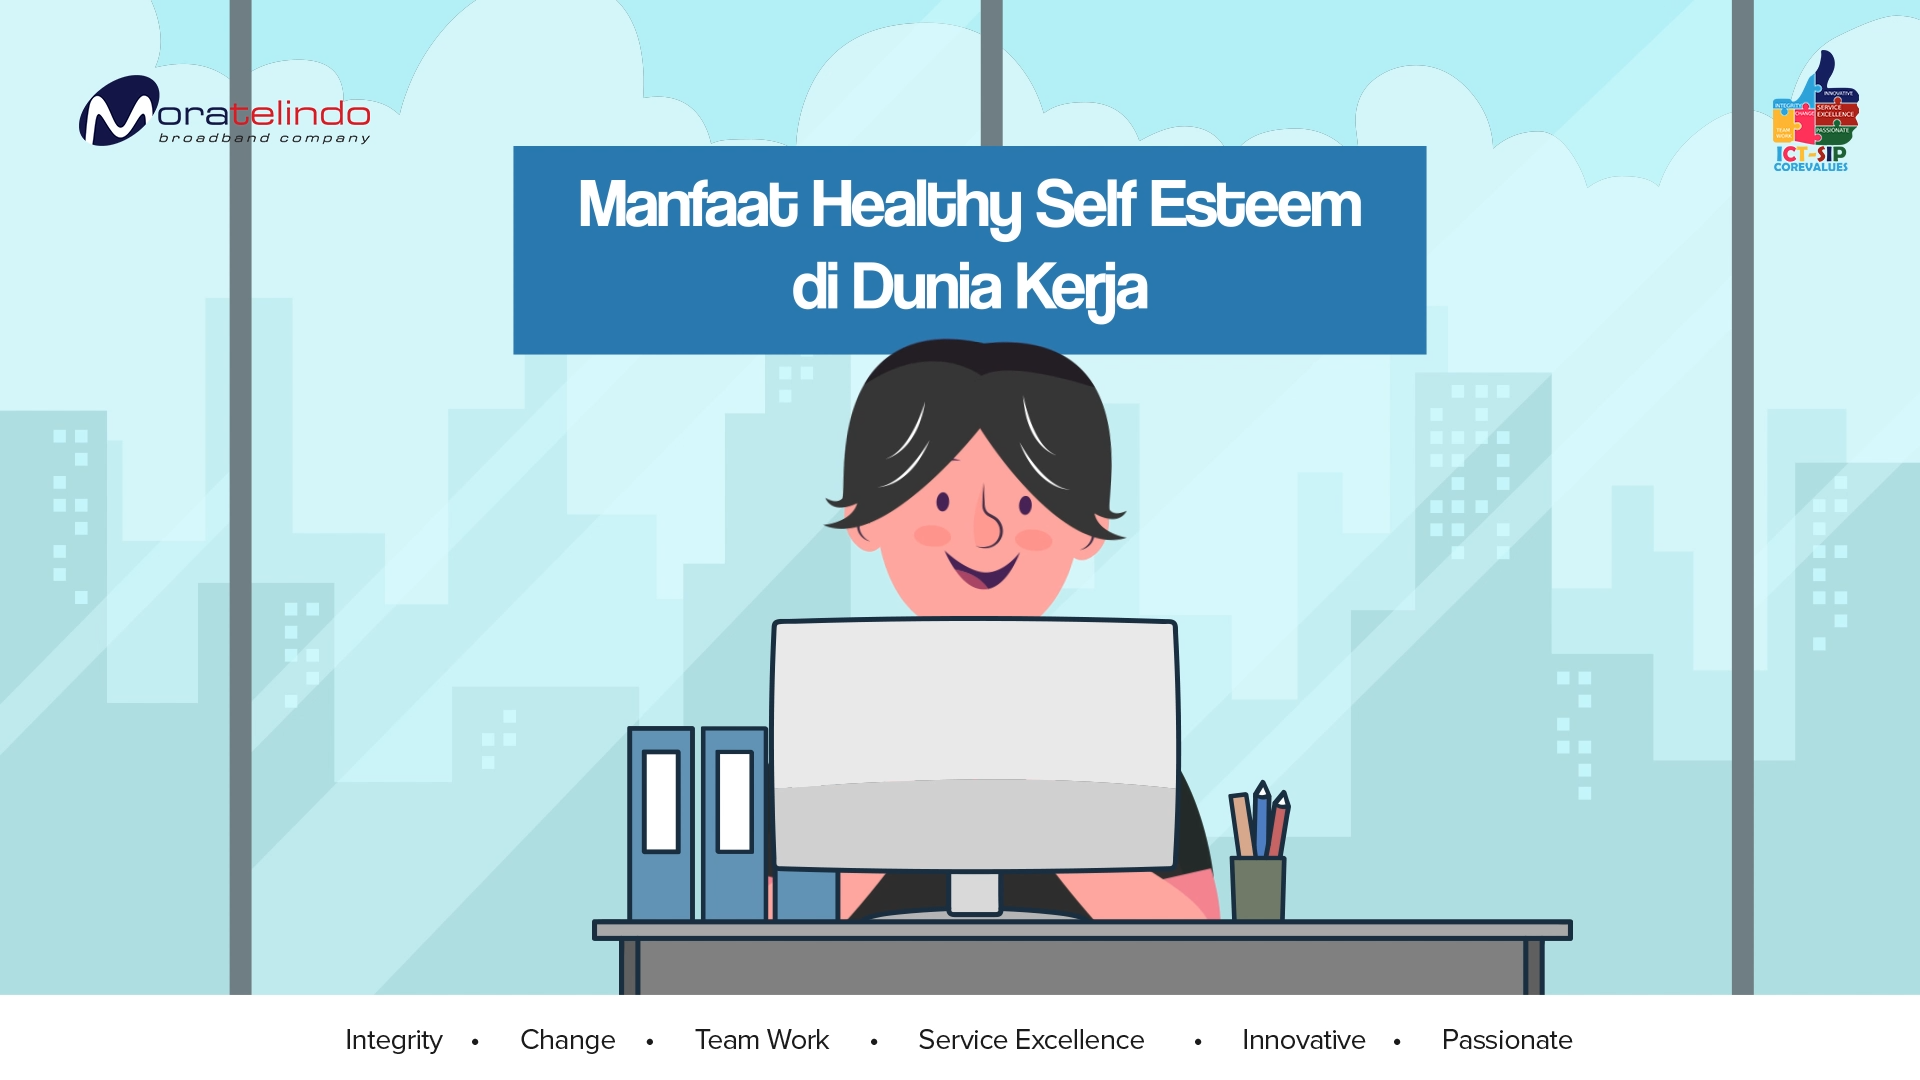 Moratelindo
broadband company
Manfaat Healthy Self Esteem
di Dunia Kerja
INNOVATIVE
INTEGRITY
CHANGE
SERVICE
EXCELLENCE
TEAM
WORK
PASSIONATE
ICT-SIP
COREVALUES
Integrity • Change • Team Work • Service Excellence • Innovative • Passionate